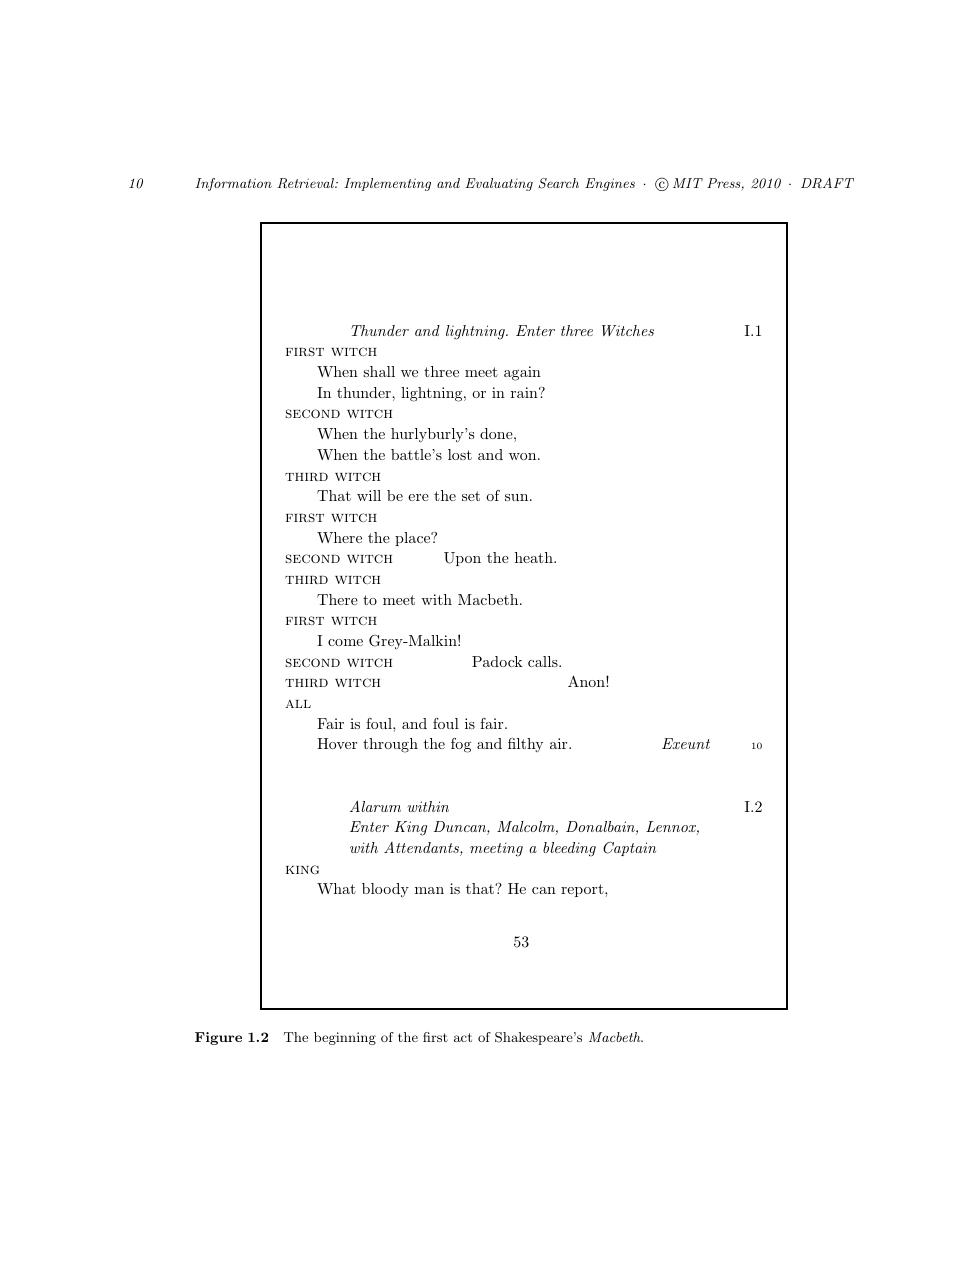 10 Information Retrieval: Implementing and Evaluating Search Engines · © MIT Press, 2010 · DRAFT
Thunder and lightning. Enter three Witches I.1
FIRST WITCH
When shall we three meet again
In thunder, lightning, or in rain?
SECOND WITCH
When the hurlyburly's done,
When the battle's lost and won.
THIRD WITCH
That will be ere the set of sun.
FIRST WITCH
Where the place?
SECOND WITCH Upon the heath.
THIRD WITCH
There to meet with Macbeth.
FIRST WITCH
I come Grey-Malkin!
SECOND WITCH Padock calls.
THIRD WITCH Anon!
ALL
Fair is foul, and foul is fair.
Hover through the fog and filthy air. Exeunt 10
Alarum within I.2
Enter King Duncan, Malcolm, Donalbain, Lennox,
with Attendants, meeting a bleeding Captain
KING
What bloody man is that? He can report,
53
Figure 1.2 The beginning of the first act of Shakespeare's Macbeth.